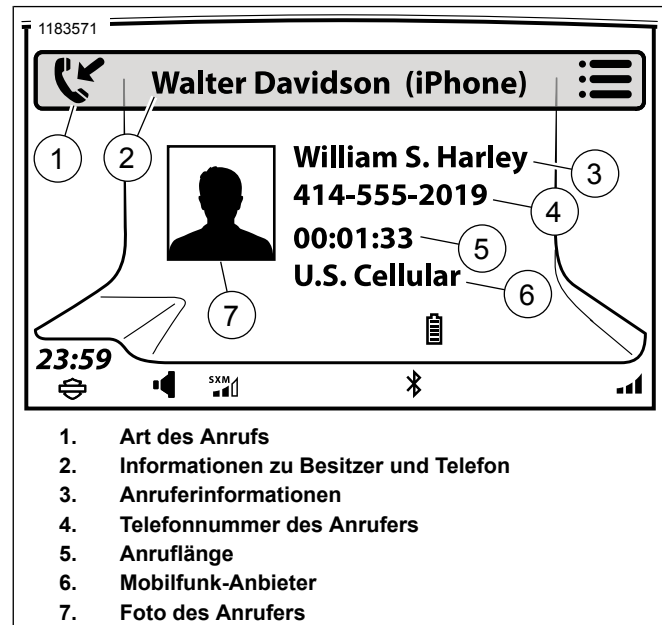 1183571
Walter Davidson (iPhone)
1
2
William S. Harley
3
414-555-2019
4
00:01:33
5
U.S. Cellular
6
7
23:59
SXM
1. Art des Anrufs
2. Informationen zu Besitzer und Telefon
3. Anruferinformationen
4. Telefonnummer des Anrufers
5. Anruflänge
6. Mobilfunk-Anbieter
7. Foto des Anrufers